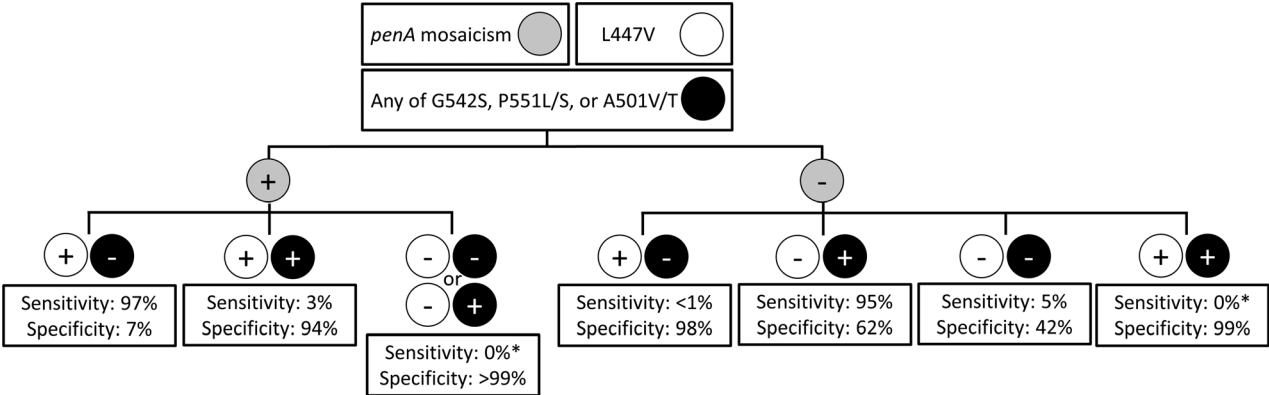 penA mosaicism
L447V
Any of G542S, P551L/S, or A501V/T
+
-
+ -
+ +
- -
or
- +
+ -
- +
- -
+ +
Sensitivity: 97%
Specificity: 7%
Sensitivity: 3%
Specificity: 94%
Sensitivity: 0%*
Specificity: >99%
Sensitivity: <1%
Specificity: 98%
Sensitivity: 95%
Specificity: 62%
Sensitivity: 5%
Specificity: 42%
Sensitivity: 0%*
Specificity: 99%